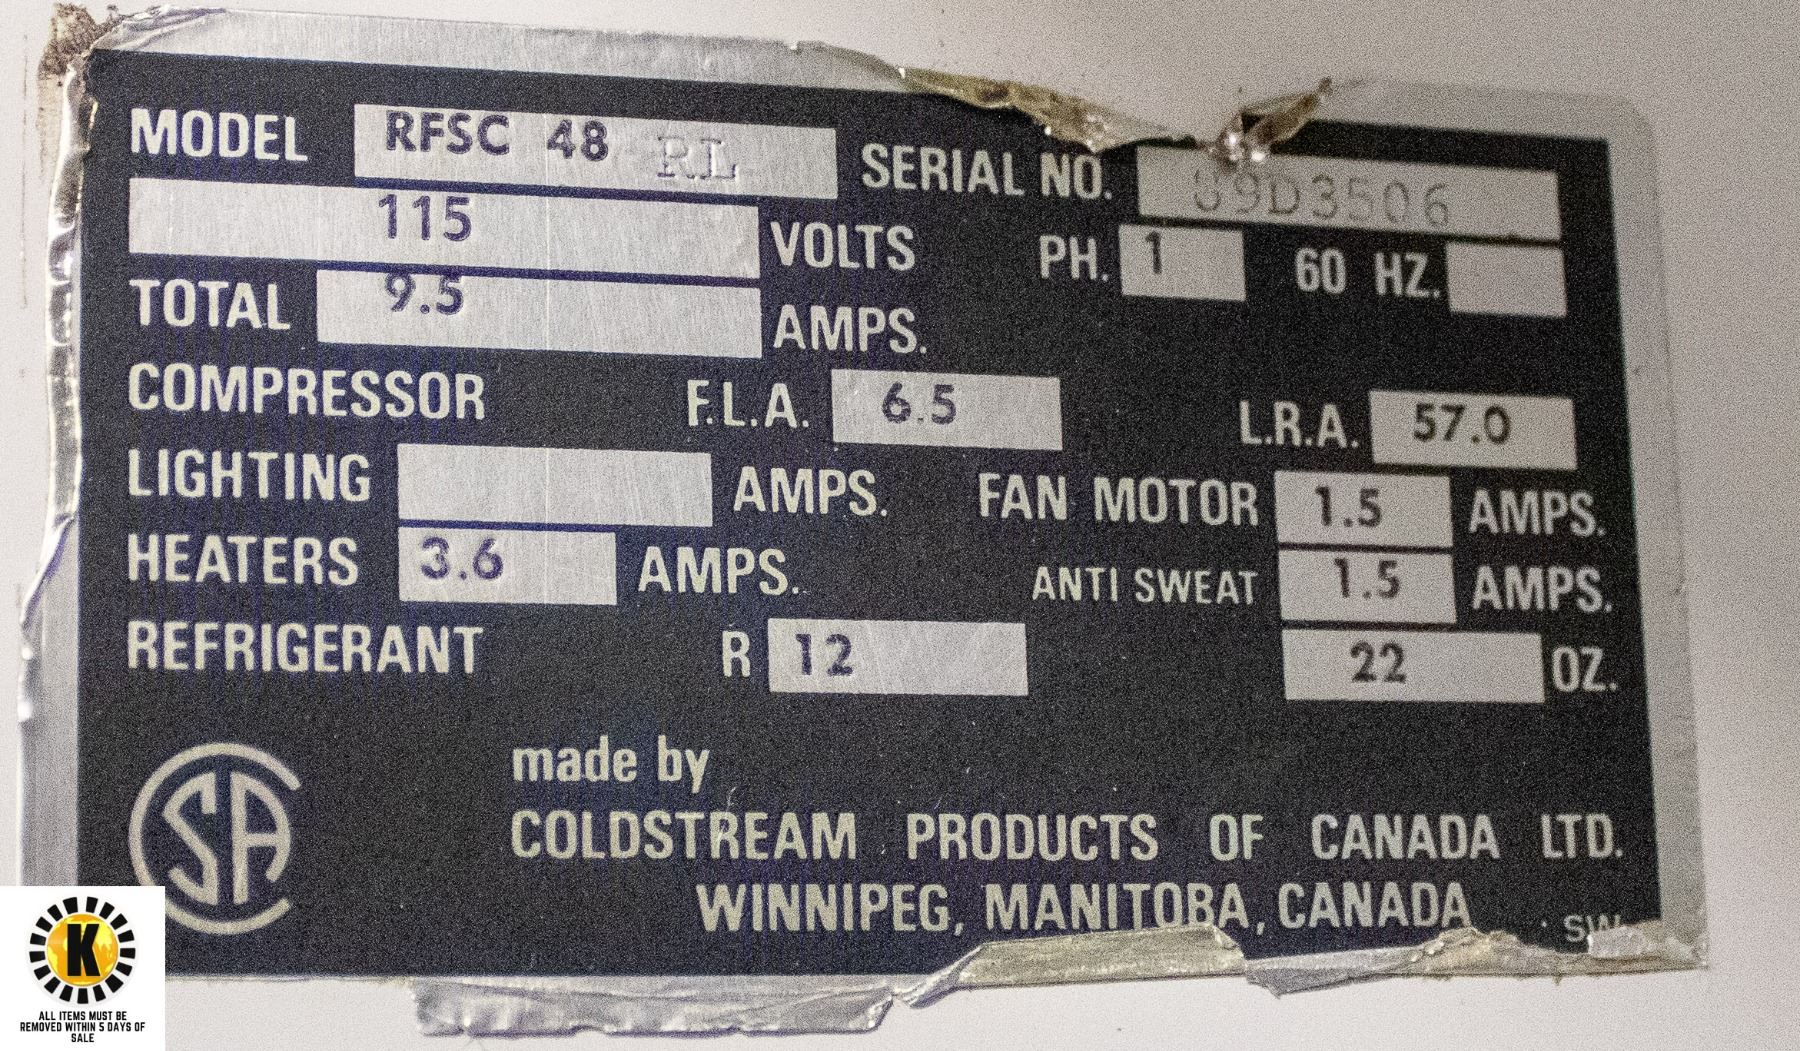 MODEL RFSC 48 RL SERIAL NO. 89D3506
115 VOLTS PH. 1 60 HZ.
TOTAL 9.5 AMPS.
COMPRESSOR F.L.A. 6.5 L.R.A. 57.0
LIGHTING AMPS. FAN MOTOR 1.5 AMPS.
HEATERS 3.6 AMPS. ANTI SWEAT 1.5 AMPS.
REFRIGERANT R 12 22 OZ.
CSA
made by
COLDSTREAM PRODUCTS OF CANADA LTD.
WINNIPEG, MANITOBA, CANADA
SW
K
ALL ITEMS MUST BE
REMOVED WITHIN 5 DAYS OF
SALE